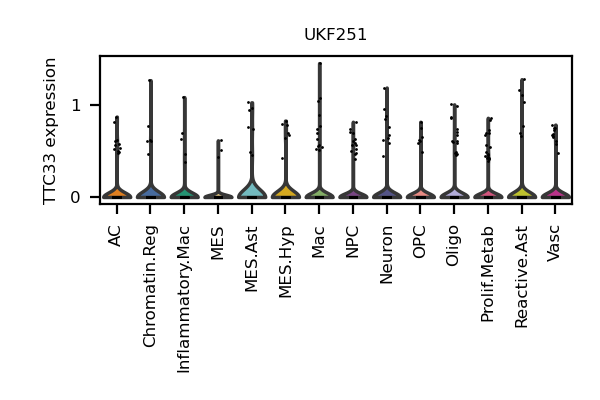 UKF251
TTC33 expression
1
0
AC
Chromatin.Reg
Inflammatory.Mac
MES
MES.Ast
MES.Hyp
Mac
NPC
Neuron
OPC
Oligo
Prolif.Metab
Reactive.Ast
Vasc